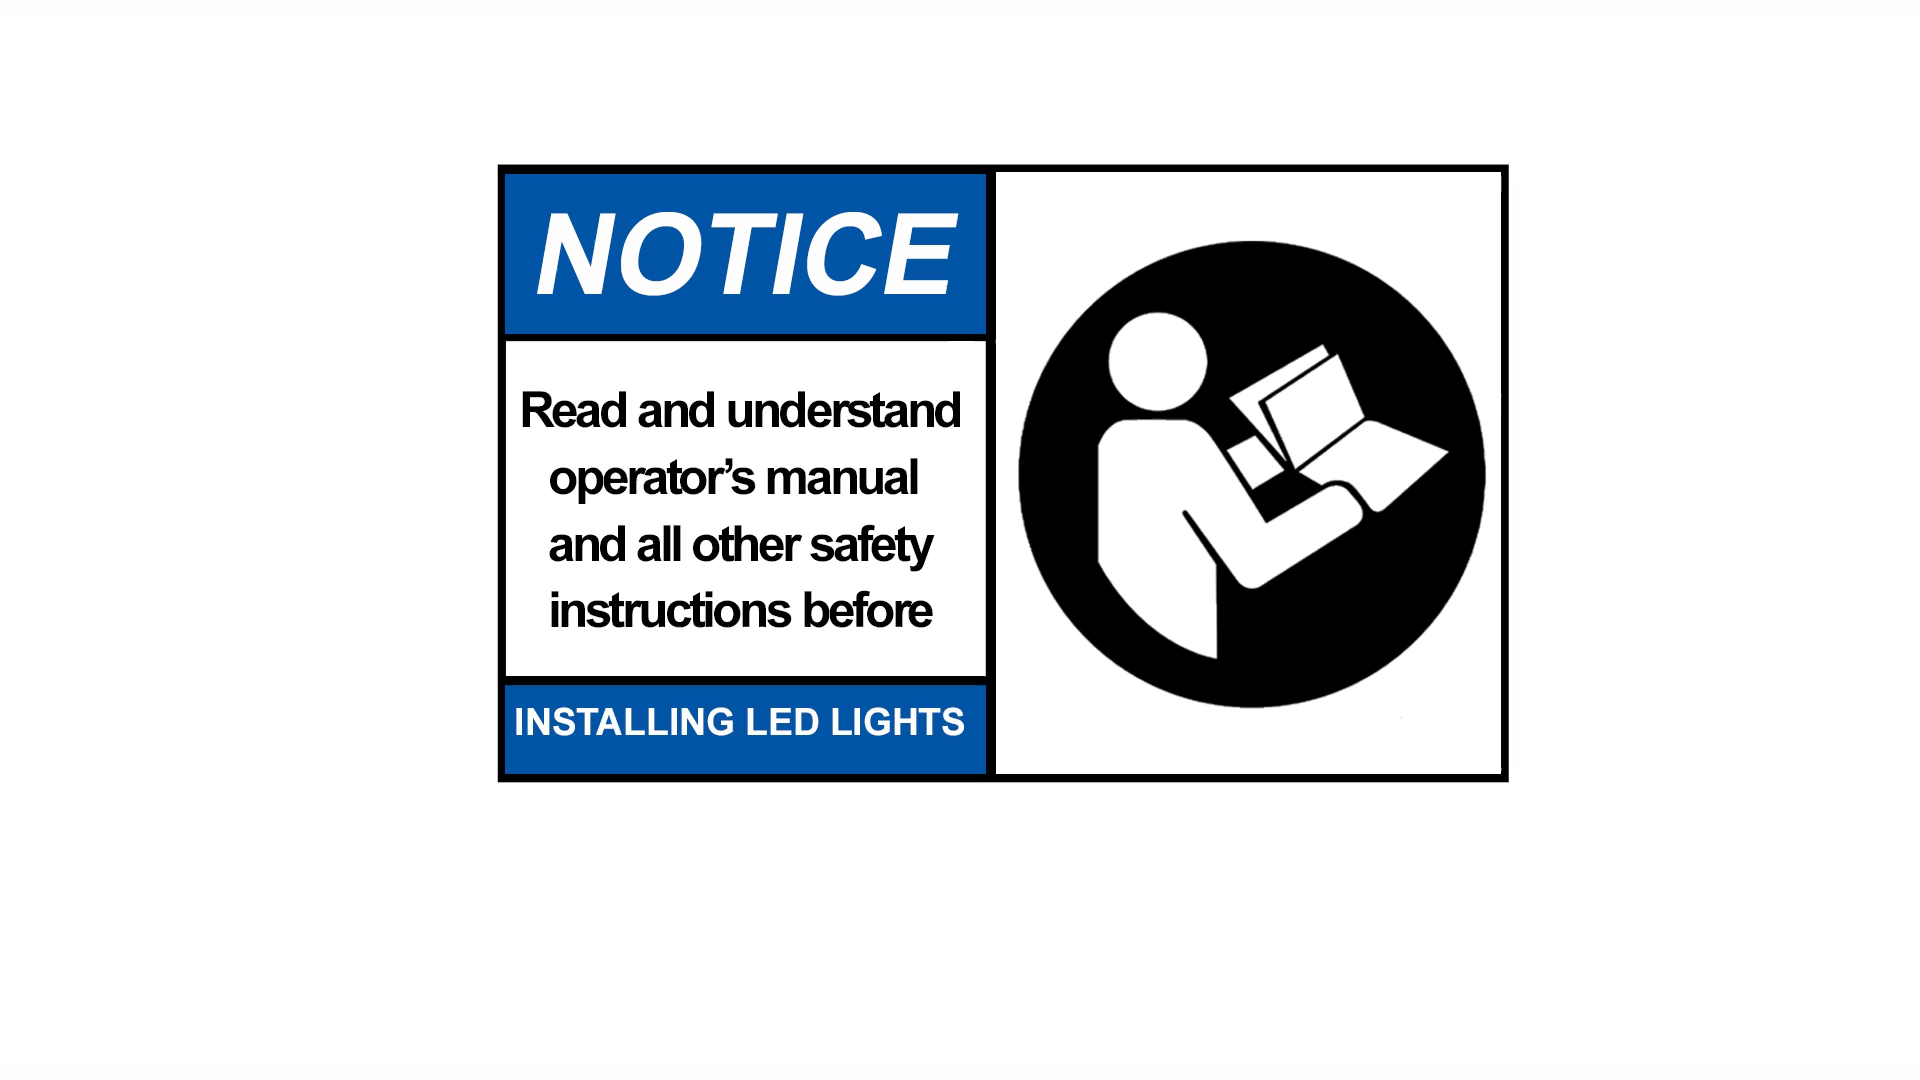 NOTICE
Read and understand
operator’s manual
and all other safety
instructions before
INSTALLING LED LIGHTS